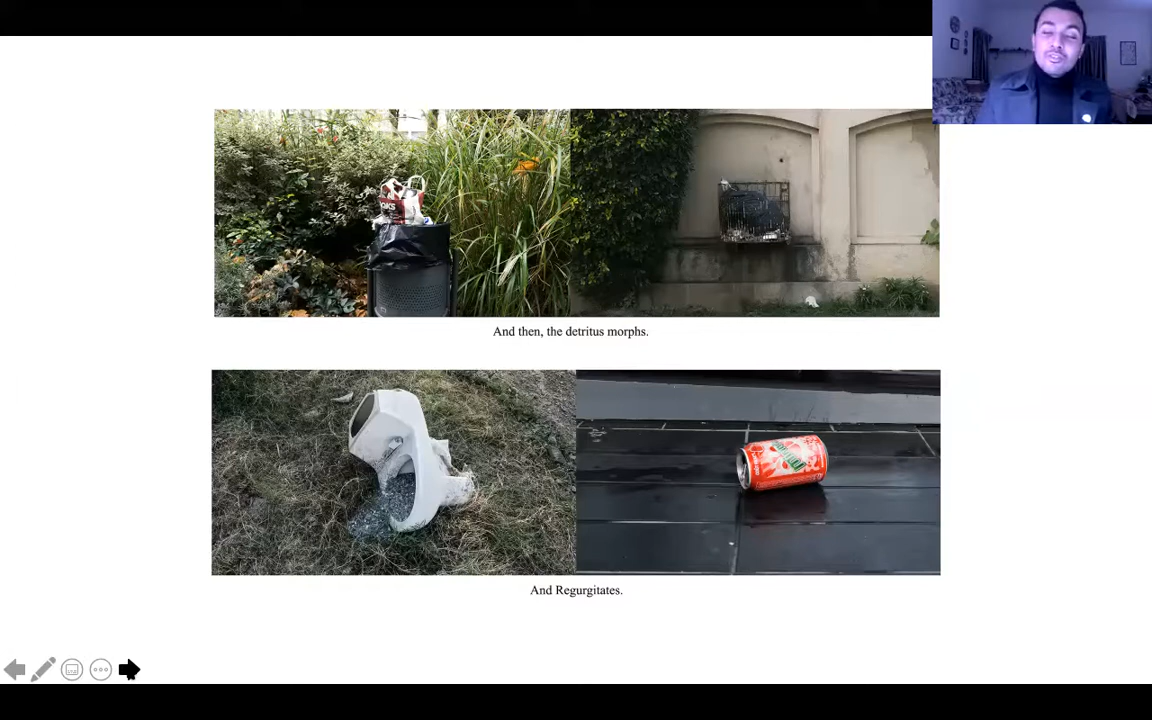 And then, the detritus morphs.
And Regurgitates.